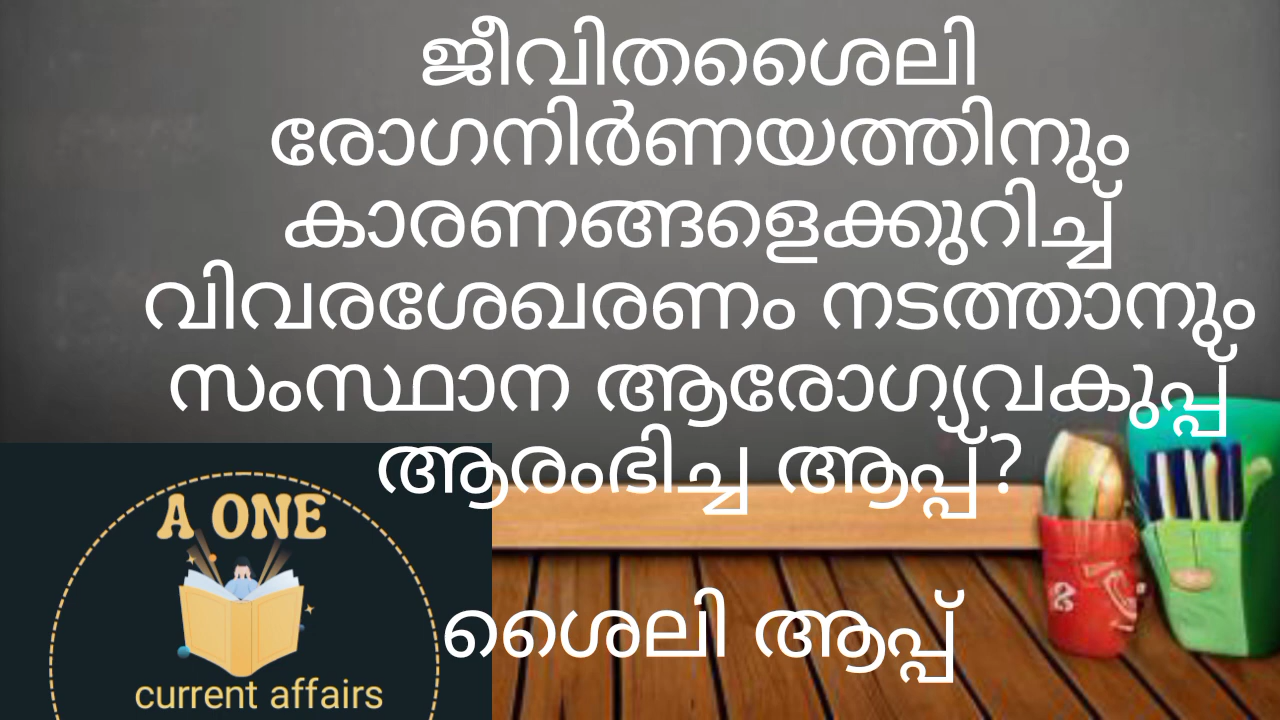 ജീവിതശൈലി
രോഗനിർണയത്തിനും
കാരണങ്ങളെക്കുറിച്ച്
വിവരശേഖരണം നടത്താനും
സംസ്ഥാന ആരോഗ്യവകുപ്പ്
ആരംഭിച്ച ആപ്പ്?
ശൈലി ആപ്പ്
A ONE
current affairs